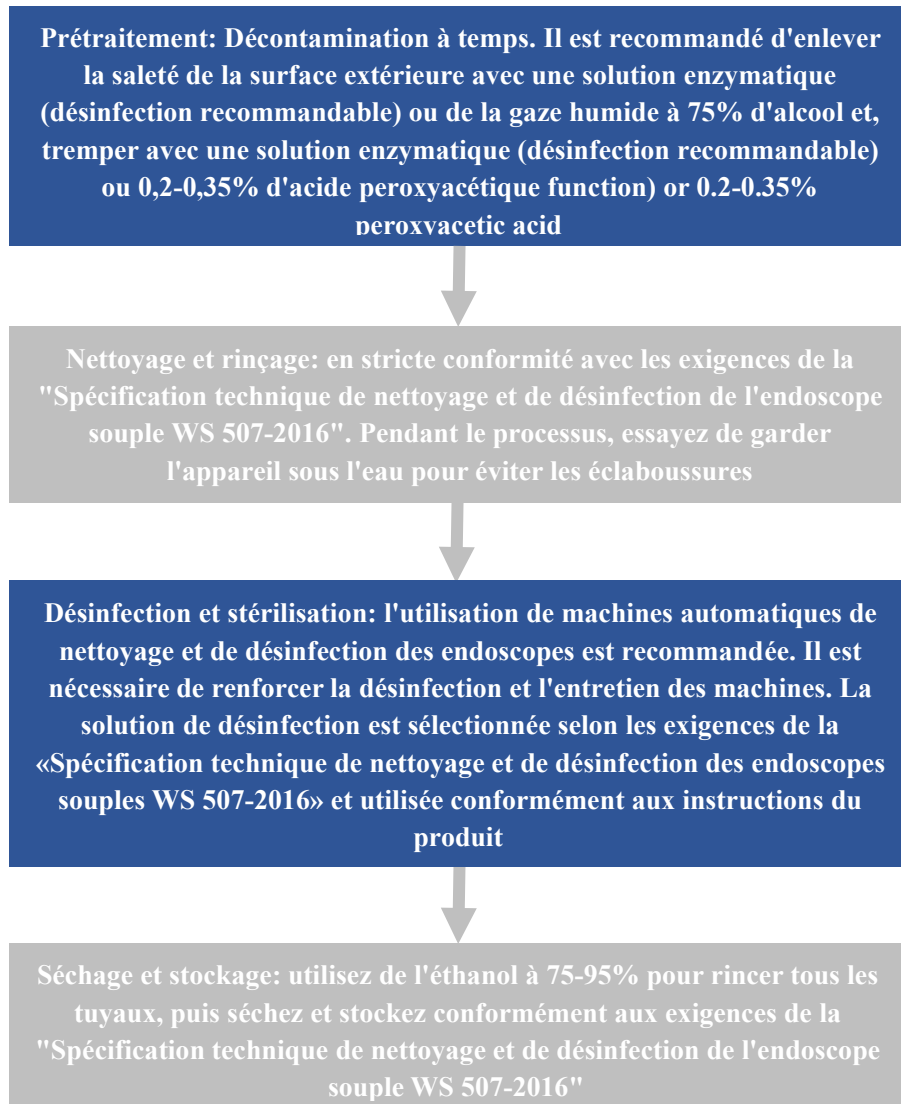 Prétraitement: Décontamination à temps. Il est recommandé d'enlever
la saleté de la surface extérieure avec une solution enzymatique
(désinfection recommandable) ou de la gaze humide à 75% d'alcool et,
tremper avec une solution enzymatique (désinfection recommandable)
ou 0,2-0,35% d'acide peroxyacétique function) or 0.2-0.35%
peroxyacetic acid
Nettoyage et rinçage: en stricte conformité avec les exigences de la
"Spécification technique de nettoyage et de désinfection de l'endoscope
souple WS 507-2016". Pendant le processus, essayez de garder
l'appareil sous l'eau pour éviter les éclaboussures
Désinfection et stérilisation: l'utilisation de machines automatiques de
nettoyage et de désinfection des endoscopes est recommandée. Il est
nécessaire de renforcer la désinfection et l'entretien des machines. La
solution de désinfection est sélectionnée selon les exigences de la
«Spécification technique de nettoyage et de désinfection des endoscopes
souples WS 507-2016» et utilisée conformément aux instructions du
produit
Séchage et stockage: utilisez de l'éthanol à 75-95% pour rincer tous les
tuyaux, puis séchez et stockez conformément aux exigences de la
"Spécification technique de nettoyage et de désinfection de l'endoscope
souple WS 507-2016"